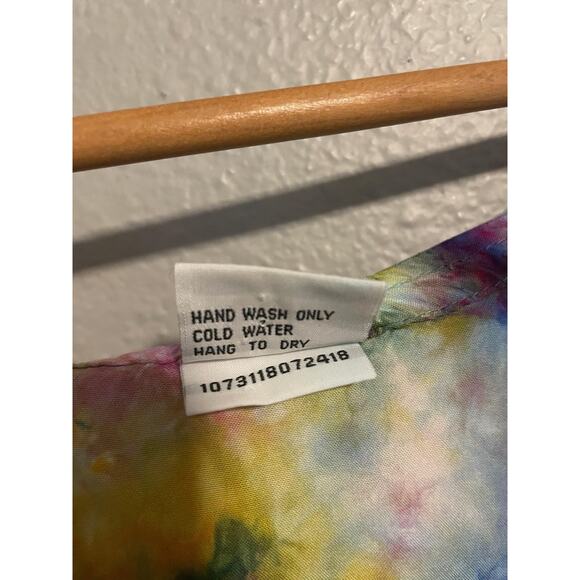 HAND WASH ONLY
COLD WATER
HANG TO DRY
1073118072418